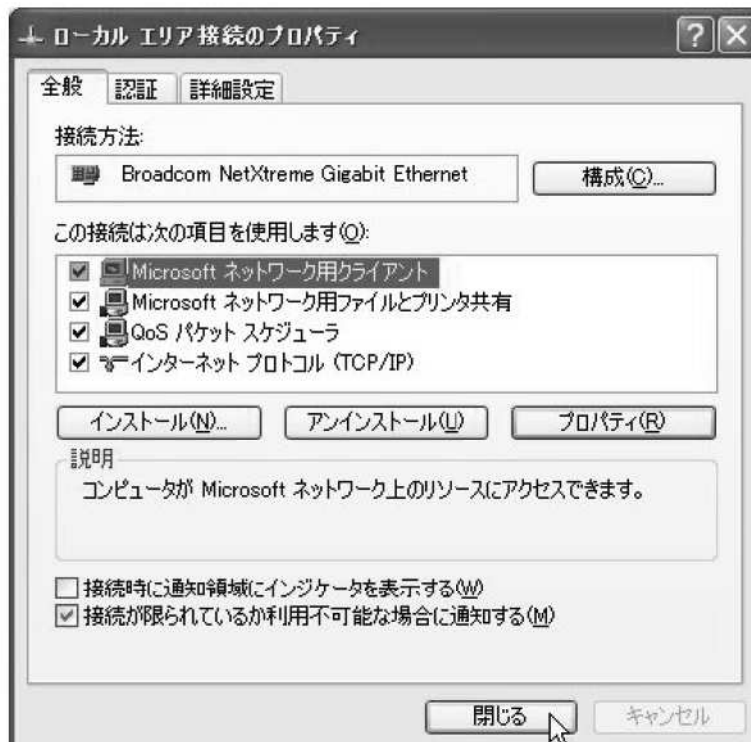 ローカル エリア接続のプロパティ
全般 認証 詳細設定
接続方法:
Broadcom NetXtreme Gigabit Ethernet 構成(C)...
この接続は次の項目を使用します(O):
Microsoft ネットワーク用クライアント
Microsoft ネットワーク用ファイルとプリンタ共有
QoS パケット スケジューラ
インターネット プロトコル (TCP/IP)
インストール(N)... アンインストール(U) プロパティ(R)
説明
コンピュータが Microsoft ネットワーク上のリソースにアクセスできます。
接続時に通知領域にインジケータを表示する(W)
接続が限られているか利用不可能な場合に通知する(M)
閉じる キャンセル